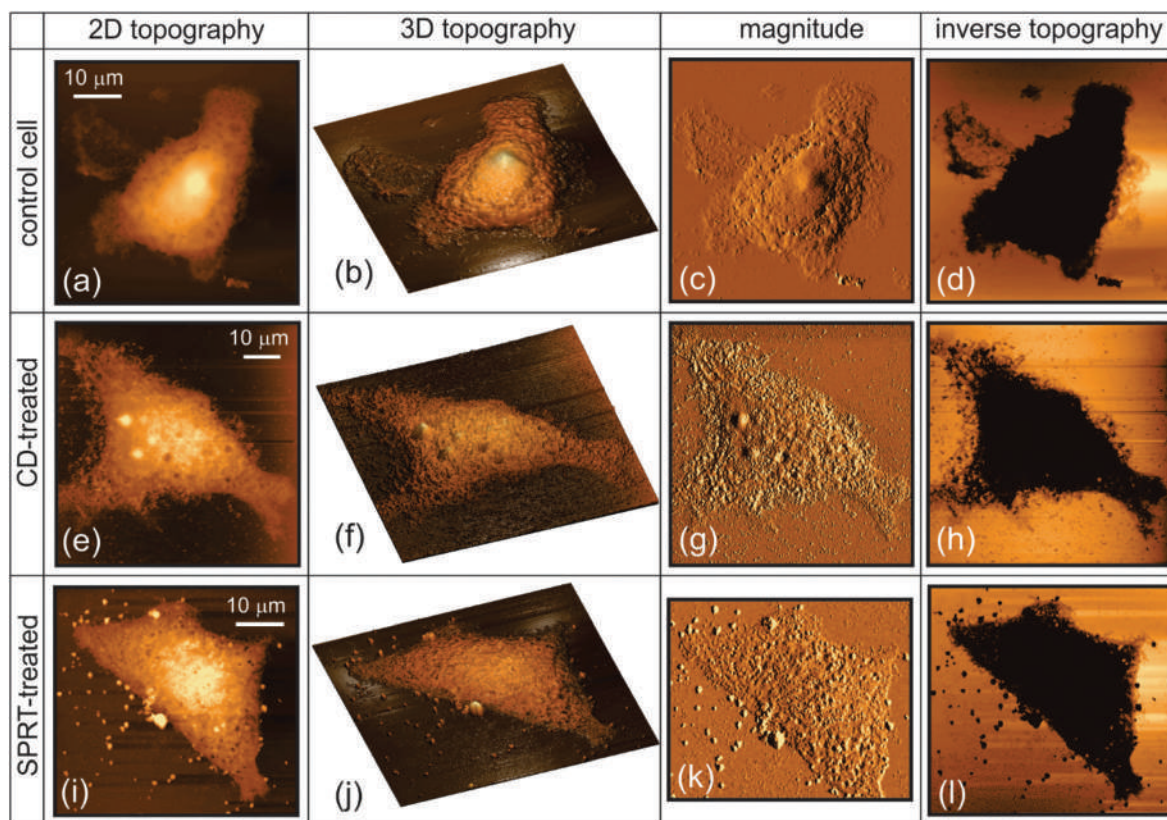 2D topography 3D topography magnitude inverse topography
control cell
10 μm
(a) (b) (c) (d)
CD-treated
10 μm
(e) (f) (g) (h)
SPRT-treated
10 μm
(i) (j) (k) (l)